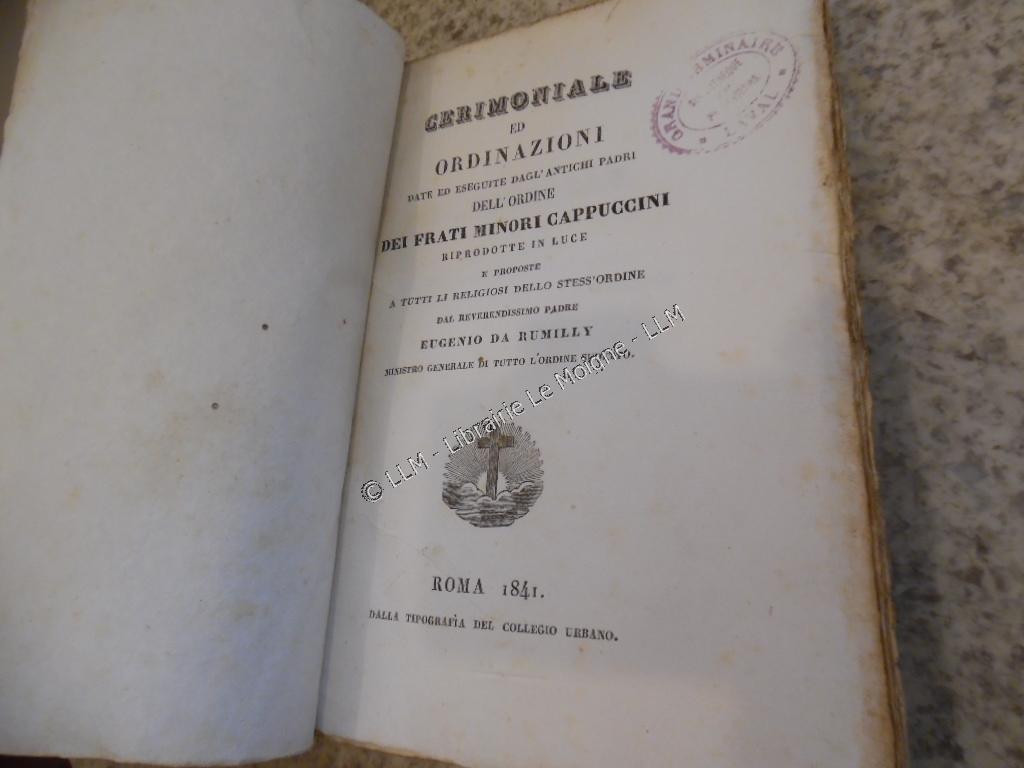 CERIMONIALE
ED
ORDINAZIONI
DATE ED ESEGUITE DAGL'ANTICHI PADRI
DELL'ORDINE
DEI FRATI MINORI CAPPUCCINI
RIPRODOTTE IN LUCE
E PROPOSTE
A TUTTI LI RELIGIOSI DELLO STESS'ORDINE
DAL REVERENDISSIMO PADRE
EUGENIO DA RUMILLY
MINISTRO GENERALE DI TUTTO L'ORDINE
ROMA 1841.
DALLA TIPOGRAFIA DEL COLLEGIO URBANO.
© LLM - Librairie Le Moigne - LLM